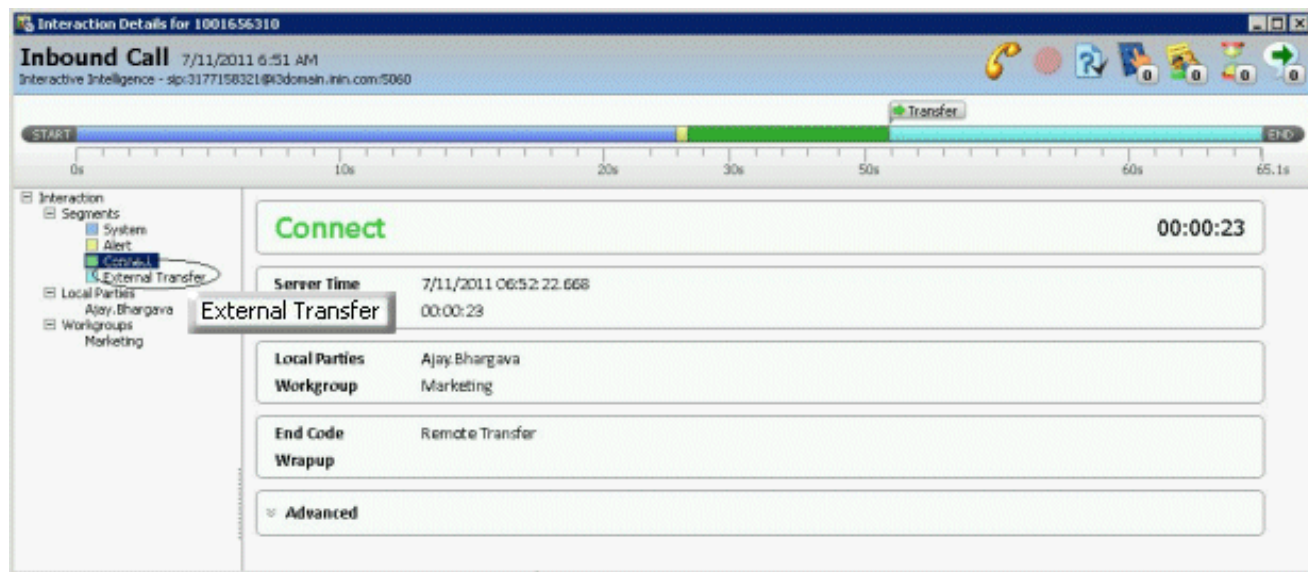 Interaction Details for 1001656310
Inbound Call 7/11/2011 6:51 AM
Interactive Intelligence - sip:3177158321@i3domain.inin.com:5060
0 0 0 0
Transfer
START END
0s 10s 20s 30s 50s 60s 65.1s
Interaction
Segments
System
Alert
Connect
External Transfer
Local Parties
Ajay.Bhargava
Workgroups
Marketing
External Transfer
Connect 00:00:23
Server Time 7/11/2011 06:52:22.668
00:00:23
Local Parties Ajay.Bhargava
Workgroup Marketing
End Code Remote Transfer
Wrapup
Advanced